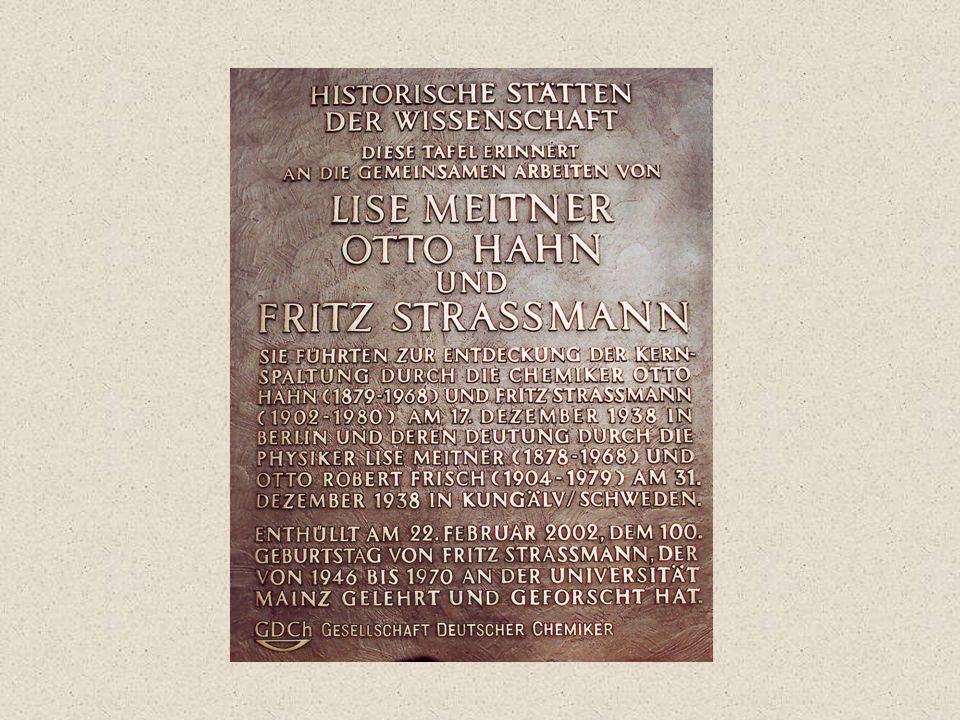 HISTORISCHE STÄTTEN
DER WISSENSCHAFT
DIESE TAFEL ERINNERT
AN DIE GEMEINSAMEN ARBEITEN VON
LISE MEITNER
OTTO HAHN
UND
FRITZ STRASSMANN
SIE FÜHRTEN ZUR ENTDECKUNG DER KERN-
SPALTUNG DURCH DIE CHEMIKER OTTO
HAHN (1879-1968) UND FRITZ STRASSMANN
(1902-1980) AM 17. DEZEMBER 1938 IN
BERLIN UND DEREN DEUTUNG DURCH DIE
PHYSIKER LISE MEITNER (1878-1968) UND
OTTO ROBERT FRISCH (1904-1979) AM 31.
DEZEMBER 1938 IN KUNGÄLV/SCHWEDEN.
ENTHÜLLT AM 22. FEBRUAR 2002, DEM 100.
GEBURTSTAG VON FRITZ STRASSMANN, DER
VON 1946 BIS 1970 AN DER UNIVERSITÄT
MAINZ GELEHRT UND GEFORSCHT HAT.
GDCh GESELLSCHAFT DEUTSCHER CHEMIKER